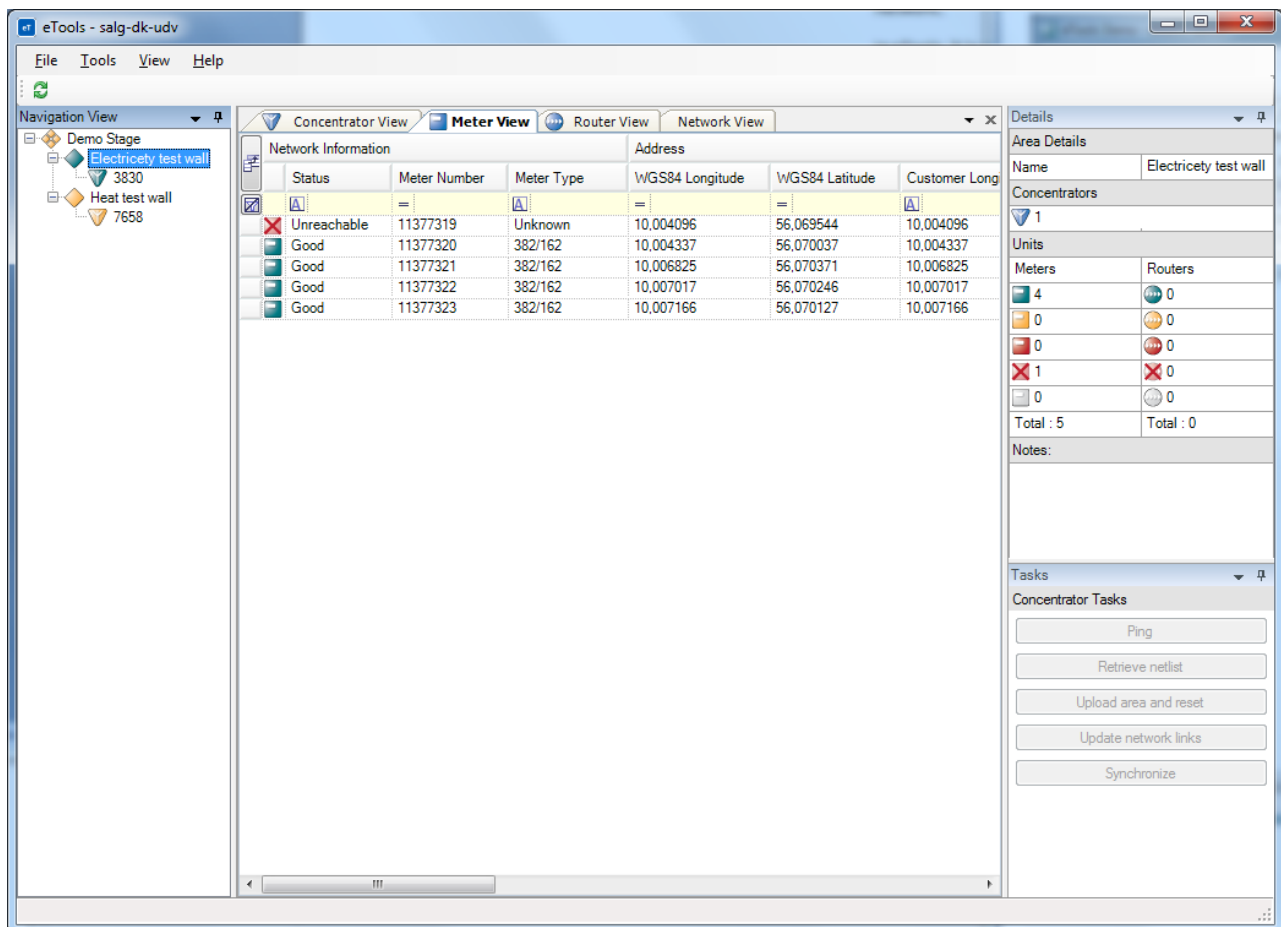 eT eTools - salg-dk-udv
File Tools View Help
Navigation View
Demo Stage
Electricety test wall
3830
Heat test wall
7658
Concentrator View Meter View Router View Network View
Network Information Address
Status Meter Number Meter Type WGS84 Longitude WGS84 Latitude Customer Long
A = A = = A
Unreachable 11377319 Unknown 10,004096 56,069544 10,004096
Good 11377320 382/162 10,004337 56,070037 10,004337
Good 11377321 382/162 10,006825 56,070371 10,006825
Good 11377322 382/162 10,007017 56,070246 10,007017
Good 11377323 382/162 10,007166 56,070127 10,007166
Details
Area Details
Name Electricety test wall
Concentrators
1
Units
Meters Routers
4 0
0 0
0 0
1 0
0 0
Total : 5 Total : 0
Notes:
Tasks
Concentrator Tasks
Ping
Retrieve netlist
Upload area and reset
Update network links
Synchronize